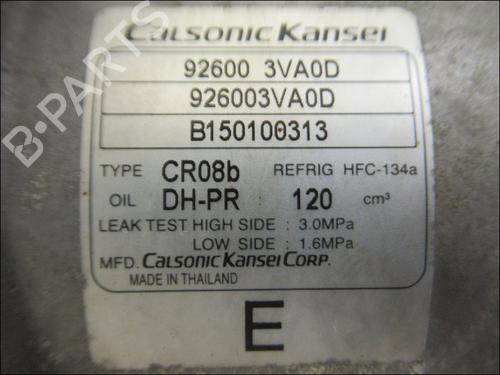 Calsonic Kansei
92600 3VA0D
926003VA0D
B150100313
TYPE CR08b REFRIG HFC-134a
OIL DH-PR : 120 cm³
LEAK TEST HIGH SIDE : 3.0MPa
LOW SIDE : 1.6MPa
MFD. CALSONIC KANSEI CORP.
MADE IN THAILAND
E